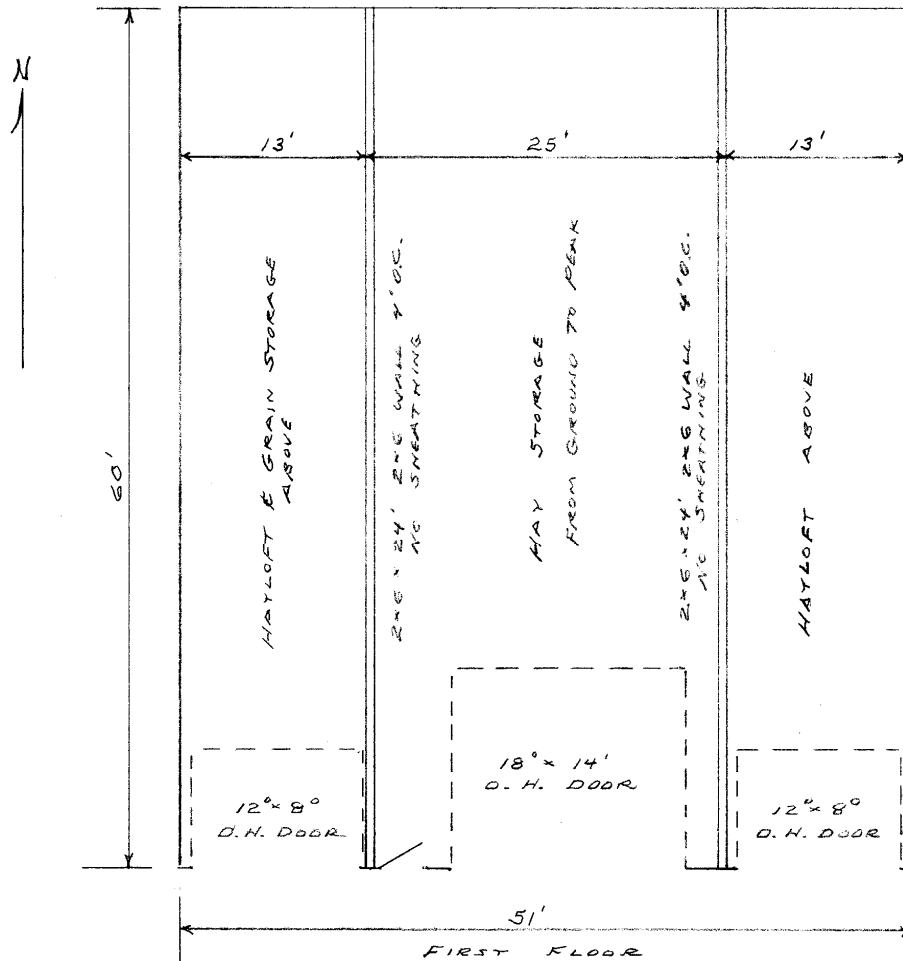 N
13'
25'
13'
60'
HAYLOFT & GRAIN STORAGE
ABOVE
2×6 × 24' 2×6 WALL 4' O.C.
NO SHEATHING
HAY STORAGE
FROM GROUND TO PEAK
2×6 × 24' 2×6 WALL 4' O.C.
NO SHEATHING
HAYLOFT ABOVE
12⁰ × 8⁰
O.H. DOOR
18⁰ × 14'
O.H. DOOR
12⁰ × 8⁰
O.H. DOOR
51'
FIRST FLOOR